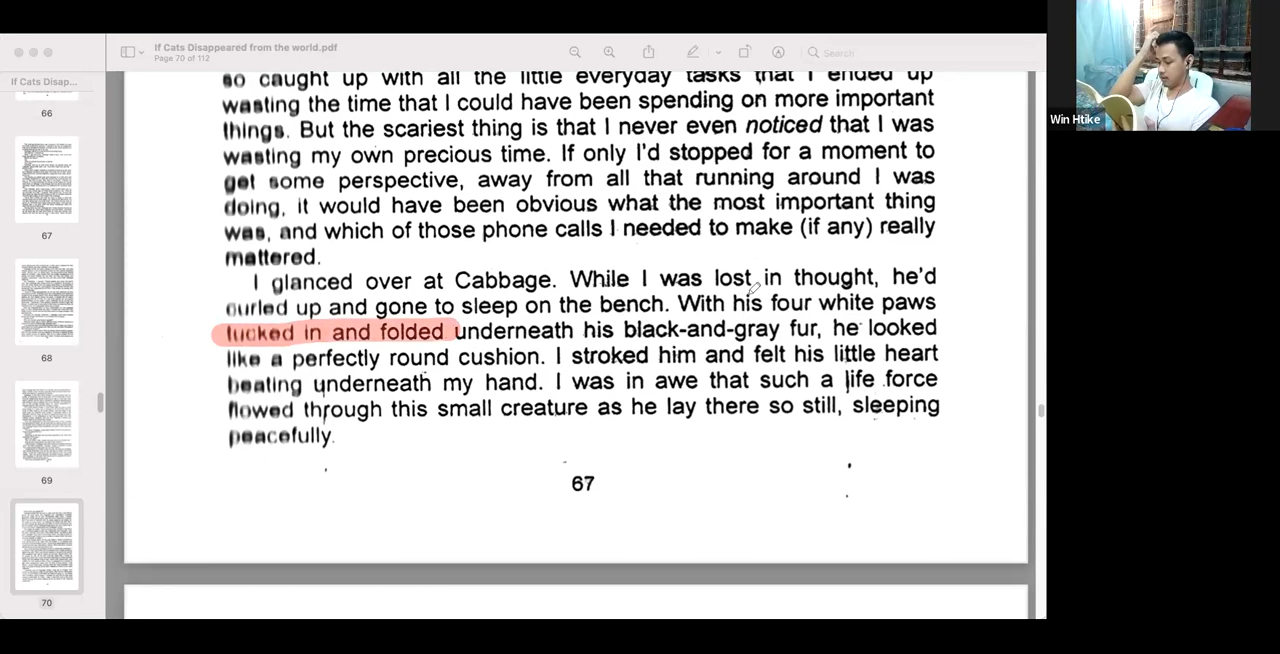 If Cats Disappeared from the world.pdf
Page 70 of 112
Search
If Cats Disap...
66
67
68
69
70
so caught up with all the little everyday tasks that I ended up
wasting the time that I could have been spending on more important
things. But the scariest thing is that I never even noticed that I was
wasting my own precious time. If only I'd stopped for a moment to
get some perspective, away from all that running around I was
doing, it would have been obvious what the most important thing
was, and which of those phone calls I needed to make (if any) really
mattered.
I glanced over at Cabbage. While I was lost in thought, he'd
curled up and gone to sleep on the bench. With his four white paws
tucked in and folded underneath his black-and-gray fur, he looked
like a perfectly round cushion. I stroked him and felt his little heart
beating underneath my hand. I was in awe that such a life force
flowed through this small creature as he lay there so still, sleeping
peacefully.
67
Win Htike